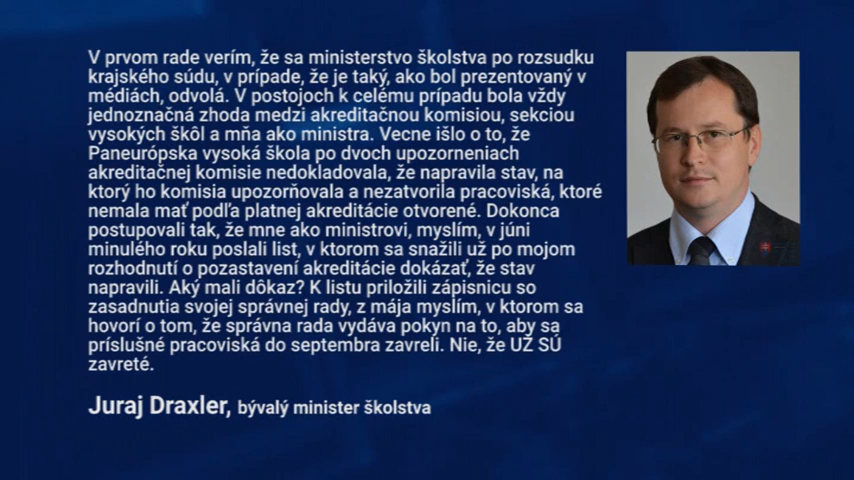 V prvom rade verím, že sa ministerstvo školstva po rozsudku
krajského súdu, v prípade, že je taký, ako bol prezentovaný v
médiách, odvolá. V postojoch k celému prípadu bola vždy
jednoznačná zhoda medzi akreditačnou komisiou, sekciou
vysokých škôl a mňa ako ministra. Vecne išlo o to, že
Paneurópska vysoká škola po dvoch upozorneniach
akreditačnej komisie nedokladovala, že napravila stav, na
ktorý ho komisia upozorňovala a nezatvorila pracoviská, ktoré
nemala mať podľa platnej akreditácie otvorené. Dokonca
postupovali tak, že mne ako ministrovi, myslím, v júni
minulého roku poslali list, v ktorom sa snažili už po mojom
rozhodnutí o pozastavení akreditácie dokázať, že stav
napravili. Aký mali dôkaz? K listu priložili zápisnicu so
zasadnutia svojej správnej rady, z mája myslím, v ktorom sa
hovorí o tom, že správna rada vydáva pokyn na to, aby sa
príslušné pracoviská do septembra zavreli. Nie, že UŽ SÚ
zavreté.
Juraj Draxler, bývalý minister školstva